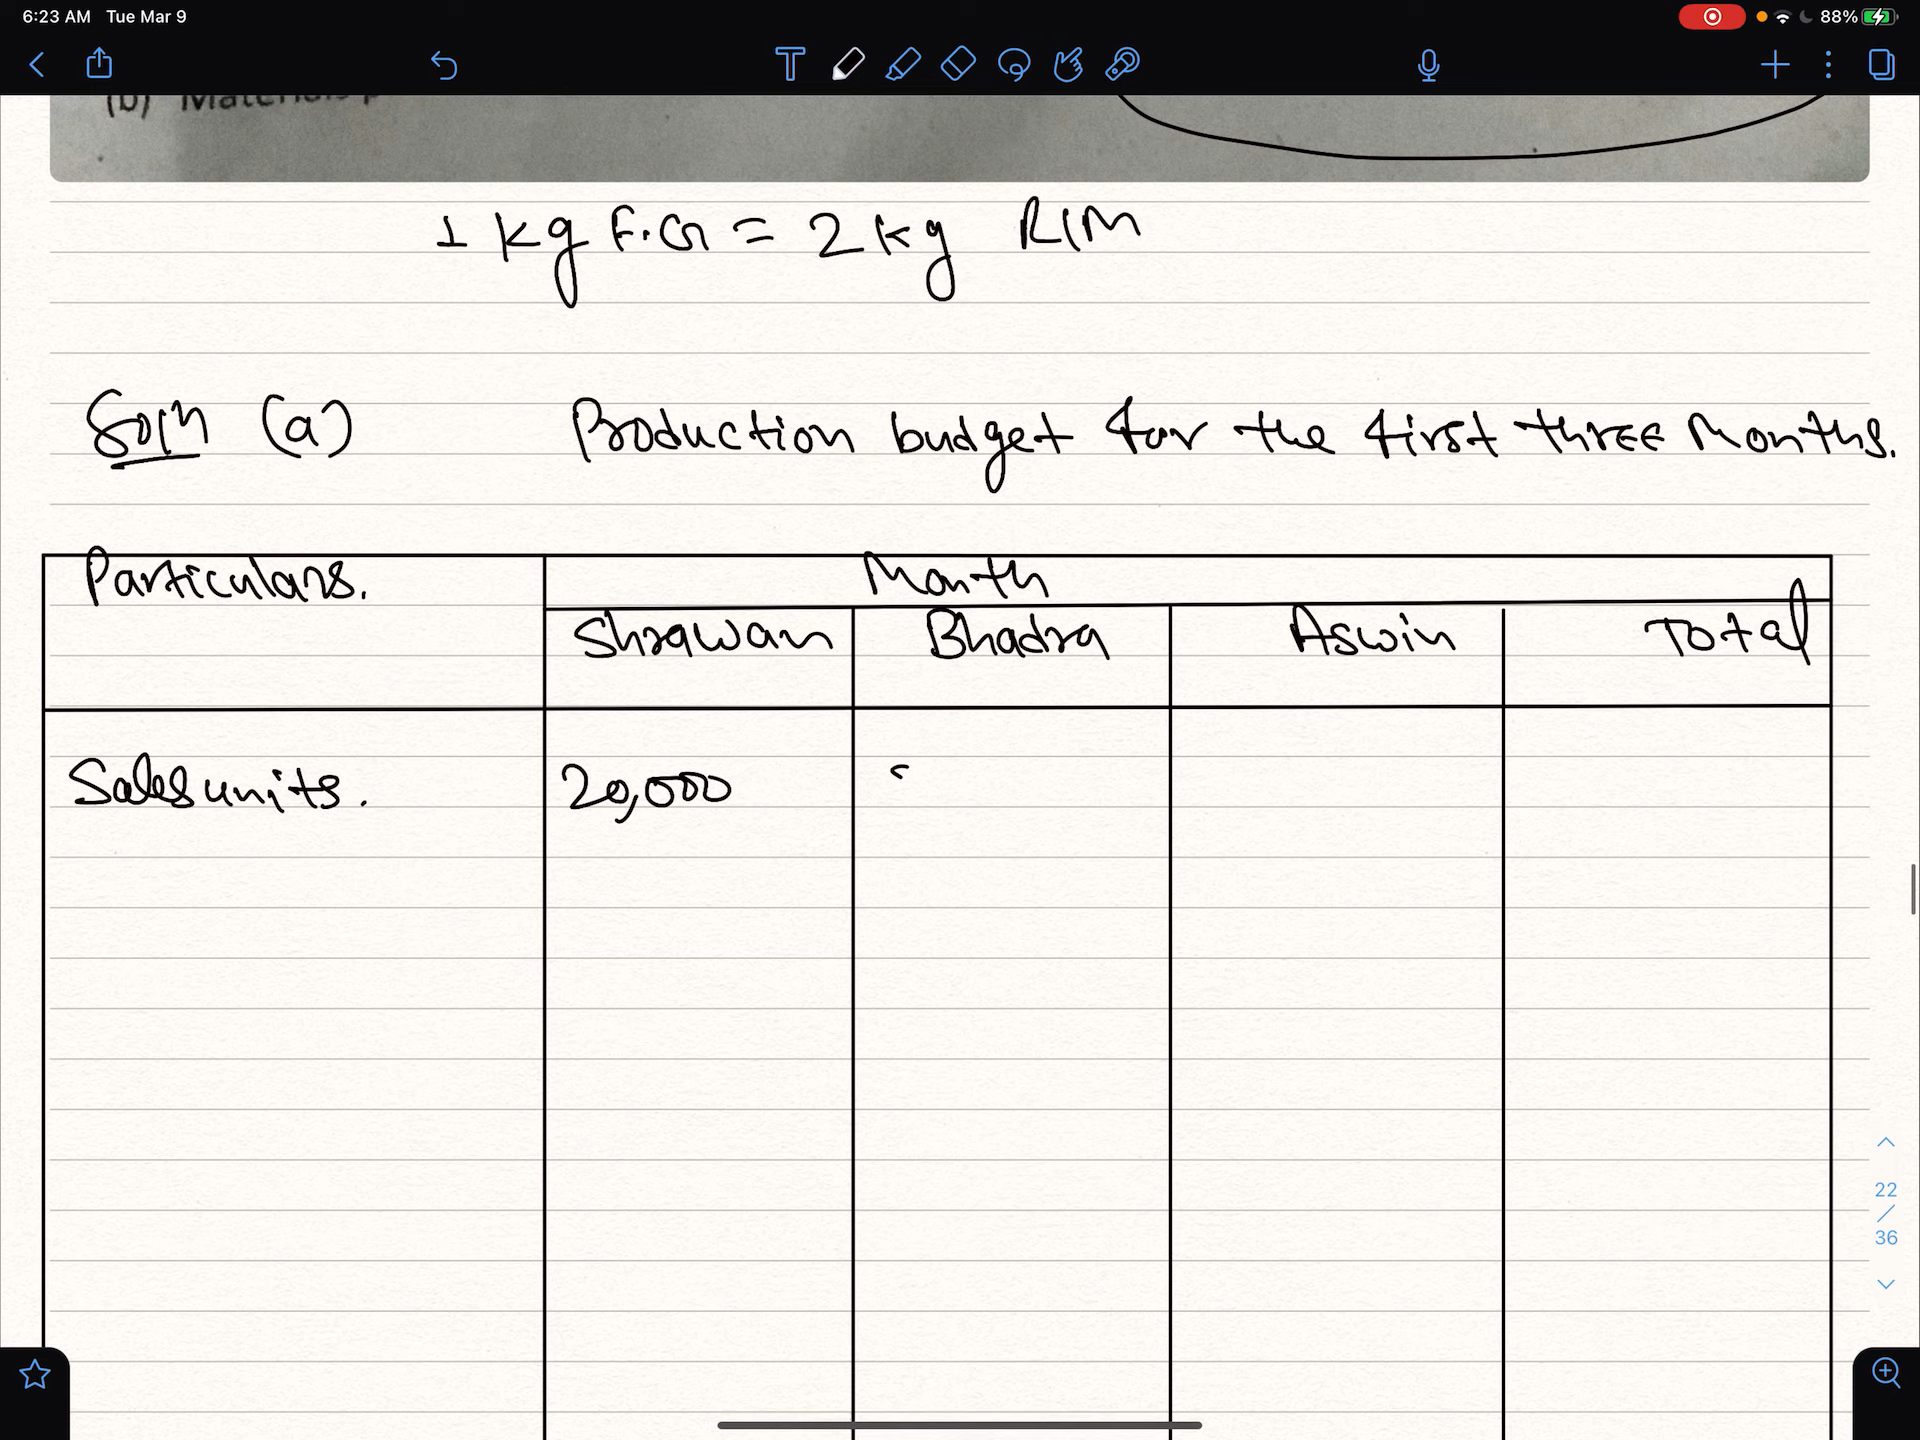 6:23 AM Tue Mar 9
88%
(b) Materials p
1 kg F.G = 2 kg R/M
Soln (a) Production budget for the first three Months.
Particulars. Month
Shrawan Bhadra Aswin Total
Sales units. 20,000
22
/
36